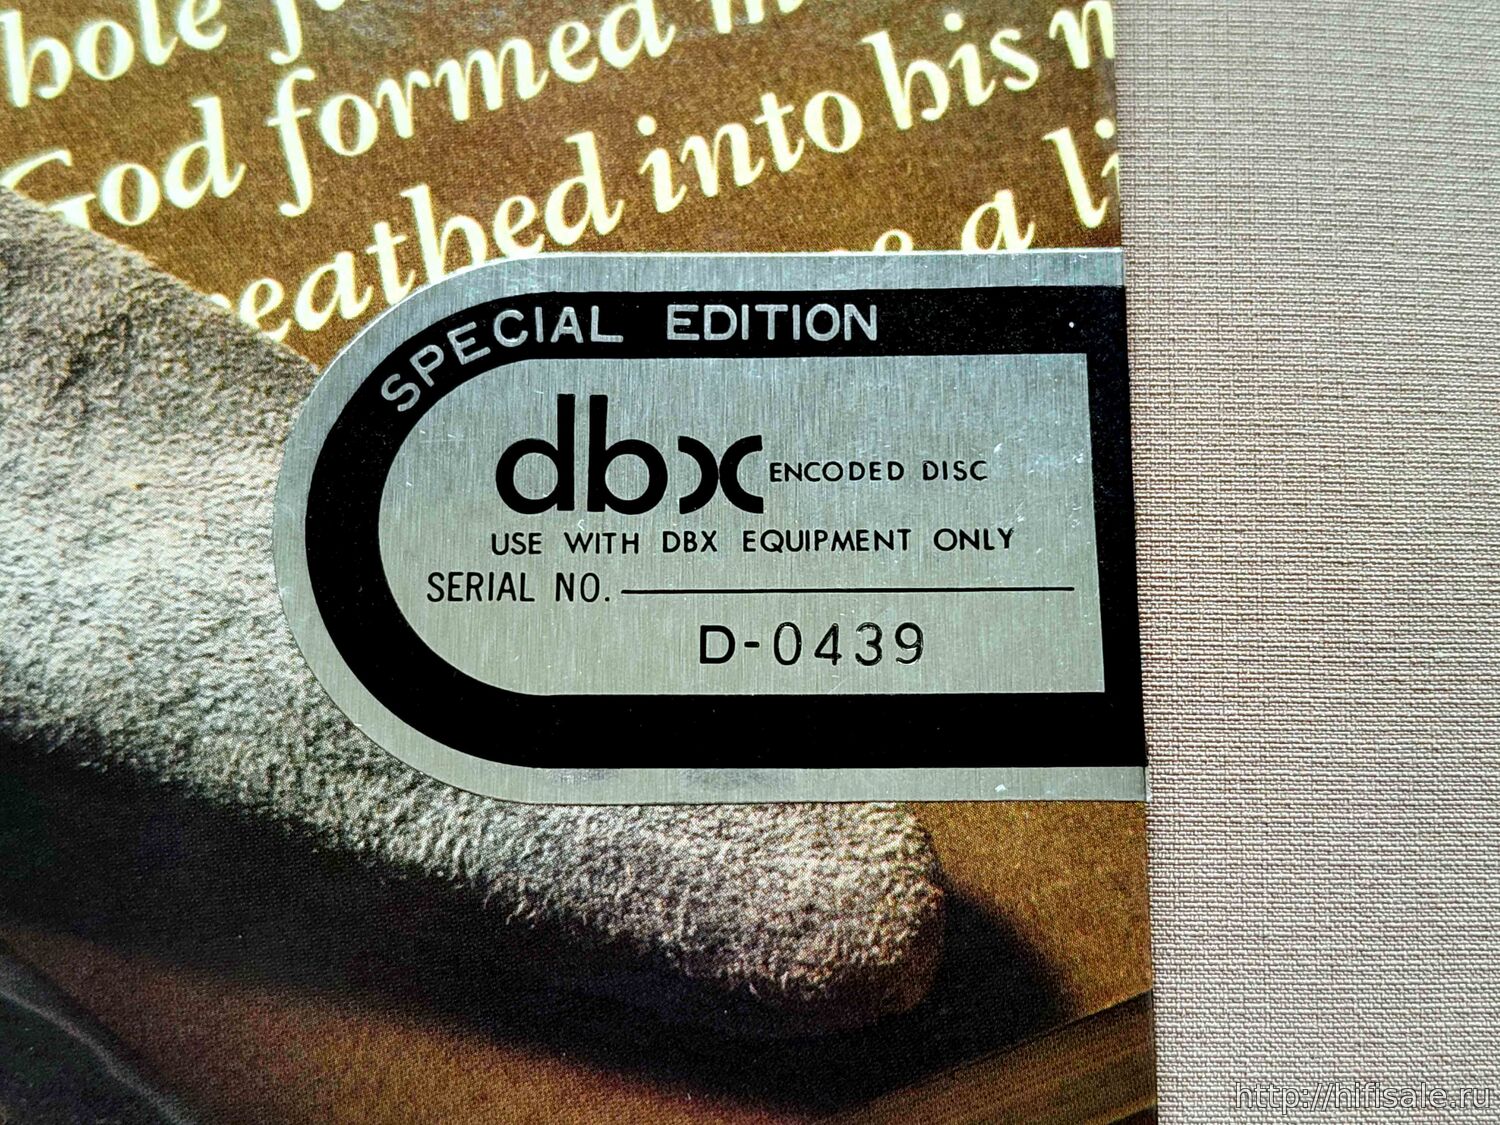 God formed
into his
a
SPECIAL EDITION
dbx ENCODED DISC
USE WITH DBX EQUIPMENT ONLY
SERIAL NO.
D-0439
http://hifisale.ru